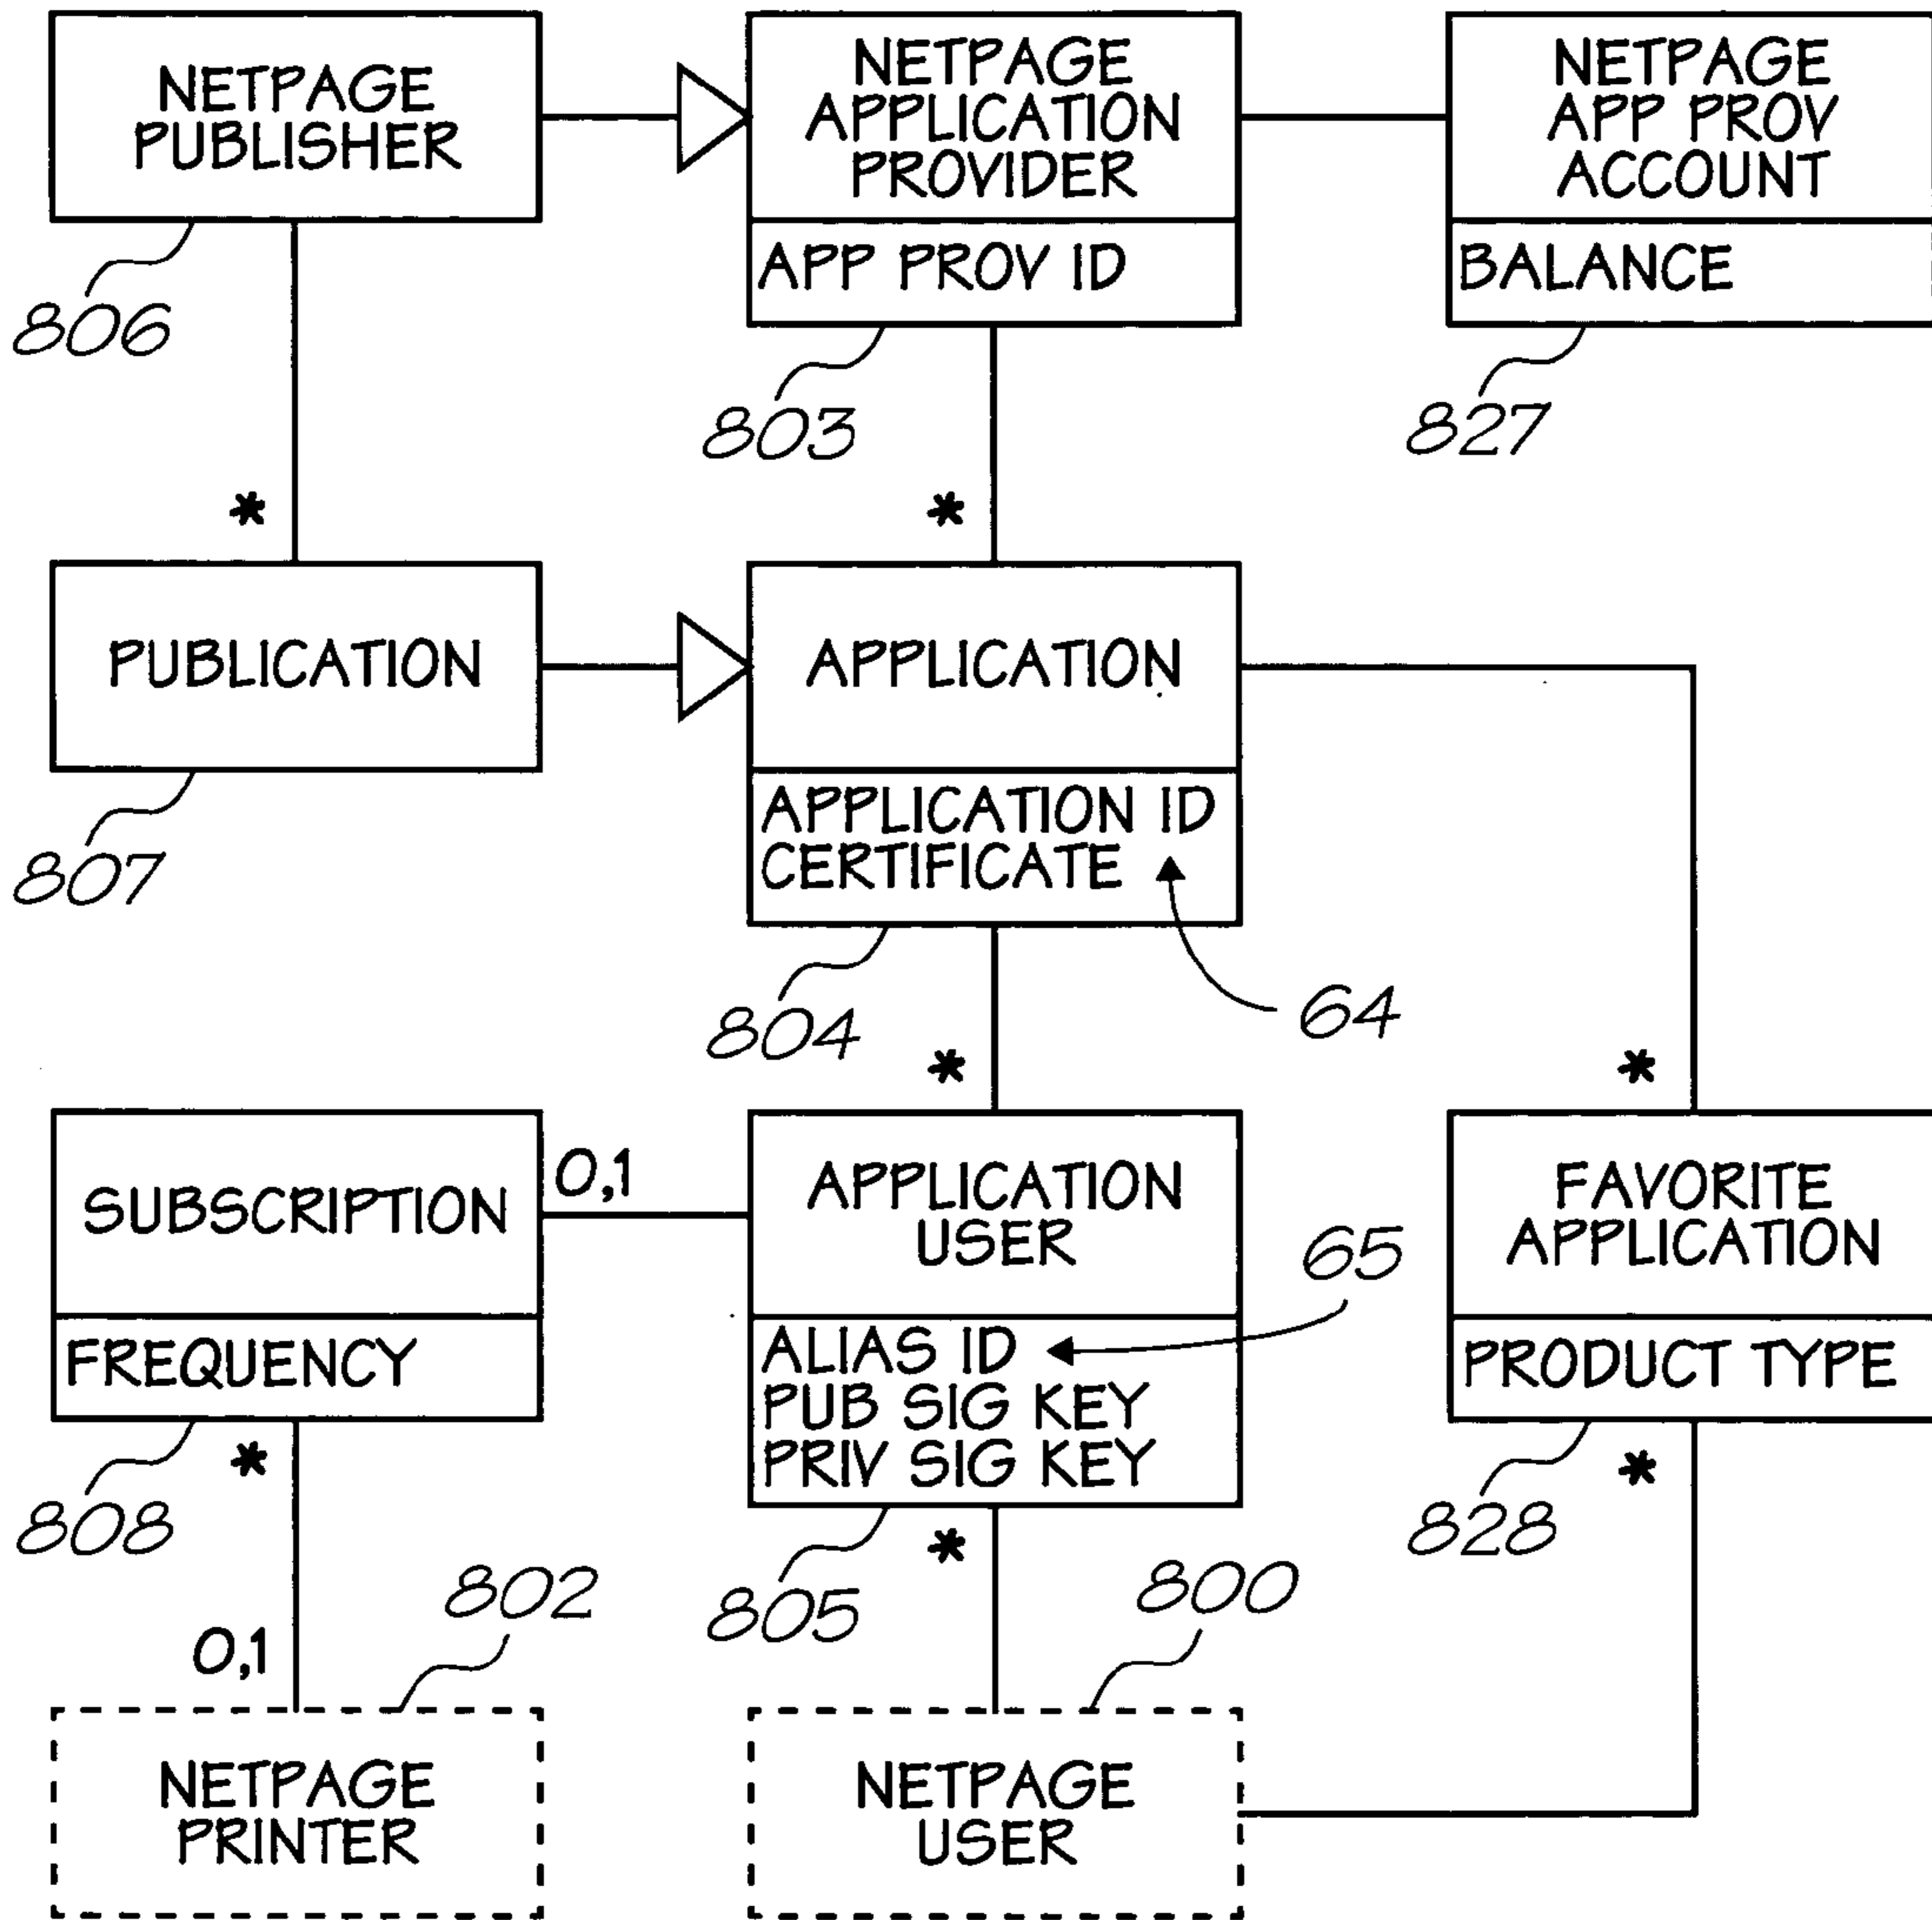 NETPAGE
PUBLISHER
NETPAGE
APPLICATION
PROVIDER
APP PROV ID
NETPAGE
APP PROV
ACCOUNT
BALANCE
806
803
827
*
*
PUBLICATION
APPLICATION
APPLICATION ID
CERTIFICATE
807
804
64
*
*
SUBSCRIPTION
FREQUENCY
0,1
APPLICATION
USER
ALIAS ID
PUB SIG KEY
PRIV SIG KEY
65
FAVORITE
APPLICATION
PRODUCT TYPE
808
*
802
805
*
800
828
*
0,1
NETPAGE
PRINTER
NETPAGE
USER